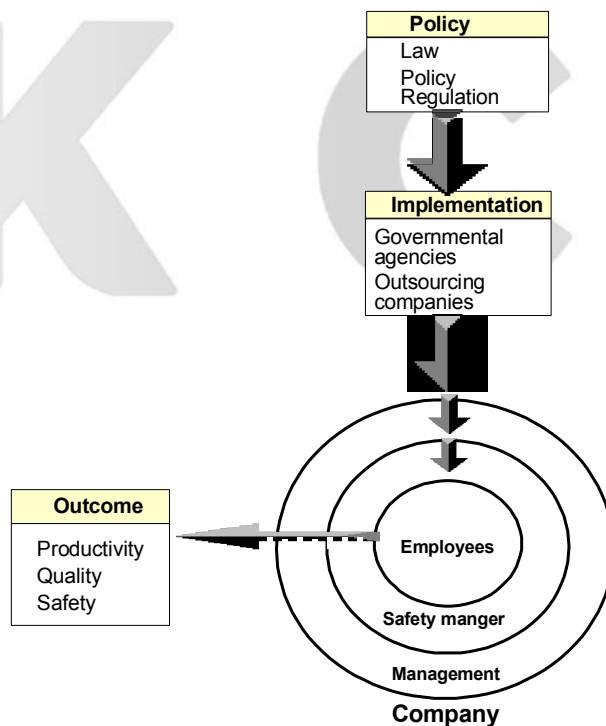 Policy
Law
Policy
Regulation
Implementation
Governmental
agencies
Outsourcing
companies
Outcome
Productivity
Quality
Safety
Employees
Safety manger
Management
Company
K C